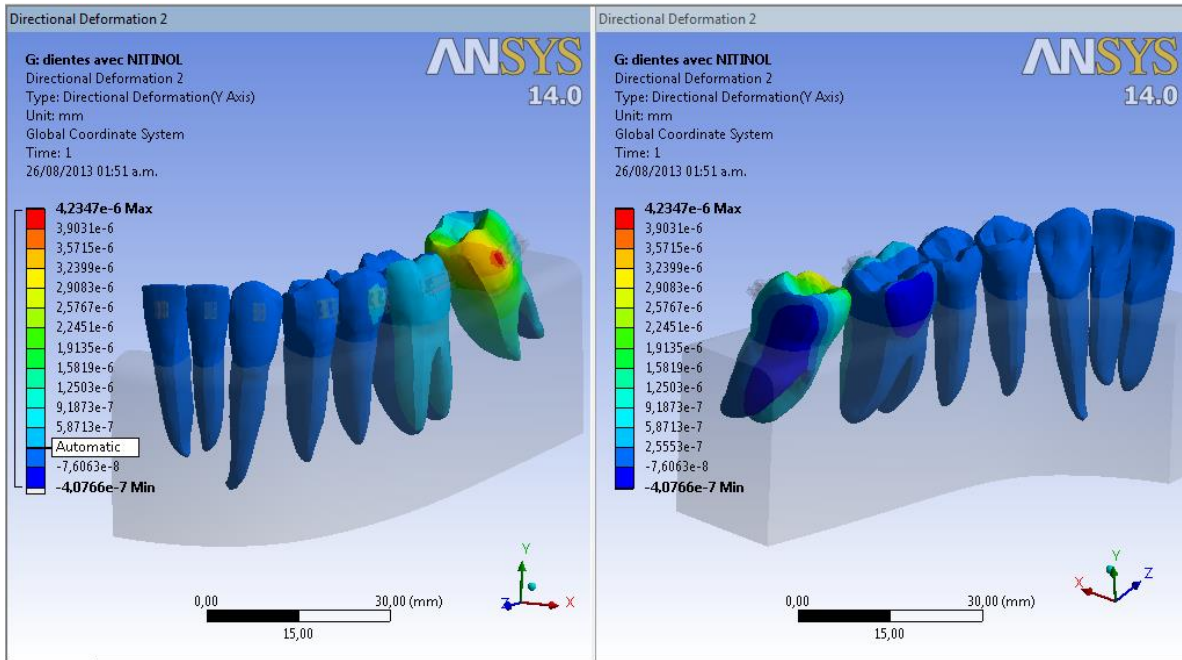 Directional Deformation 2
G: dientes avec NITINOL
Directional Deformation 2
Type: Directional Deformation(Y Axis)
Unit: mm
Global Coordinate System
Time: 1
26/08/2013 01:51 a.m.
ANSYS
14.0
4,2347e-6 Max
3,9031e-6
3,5715e-6
3,2399e-6
2,9083e-6
2,5767e-6
2,2451e-6
1,9135e-6
1,5819e-6
1,2503e-6
9,1873e-7
5,8713e-7
Automatic
-7,6063e-8
-4,0766e-7 Min
0,00
30,00 (mm)
15,00
Y
Z
X
Directional Deformation 2
G: dientes avec NITINOL
Directional Deformation 2
Type: Directional Deformation(Y Axis)
Unit: mm
Global Coordinate System
Time: 1
26/08/2013 01:51 a.m.
ANSYS
14.0
4,2347e-6 Max
3,9031e-6
3,5715e-6
3,2399e-6
2,9083e-6
2,5767e-6
2,2451e-6
1,9135e-6
1,5819e-6
1,2503e-6
9,1873e-7
5,8713e-7
2,5553e-7
-7,6063e-8
-4,0766e-7 Min
0,00
30,00 (mm)
15,00
Y
X
Z